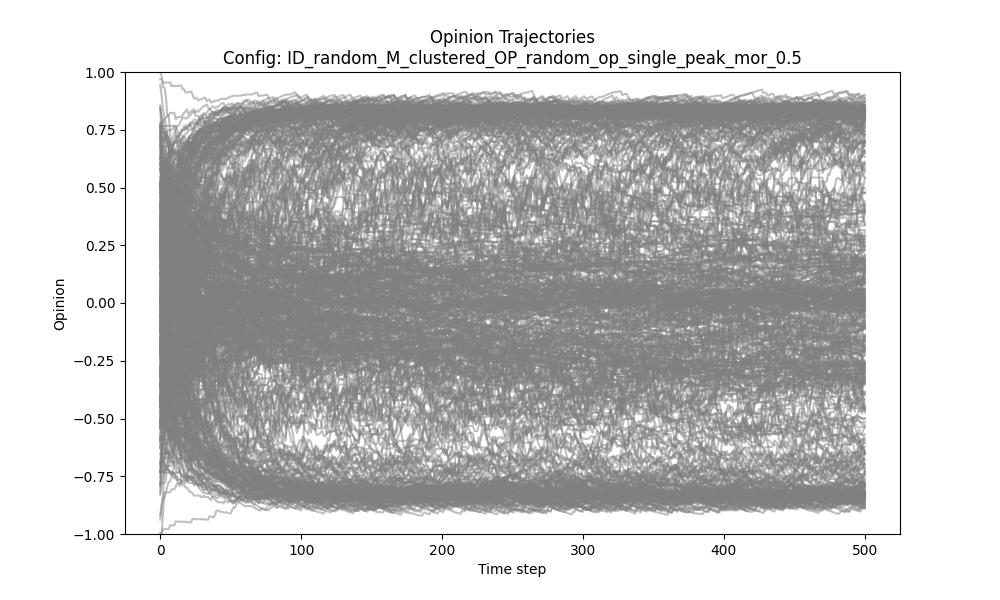 Opinion Trajectories
Config: ID_random_M_clustered_OP_random_op_single_peak_mor_0.5
1.00
0.75
0.50
0.25
0.00
−0.25
−0.50
−0.75
−1.00
Opinion
0 100 200 300 400 500
Time step